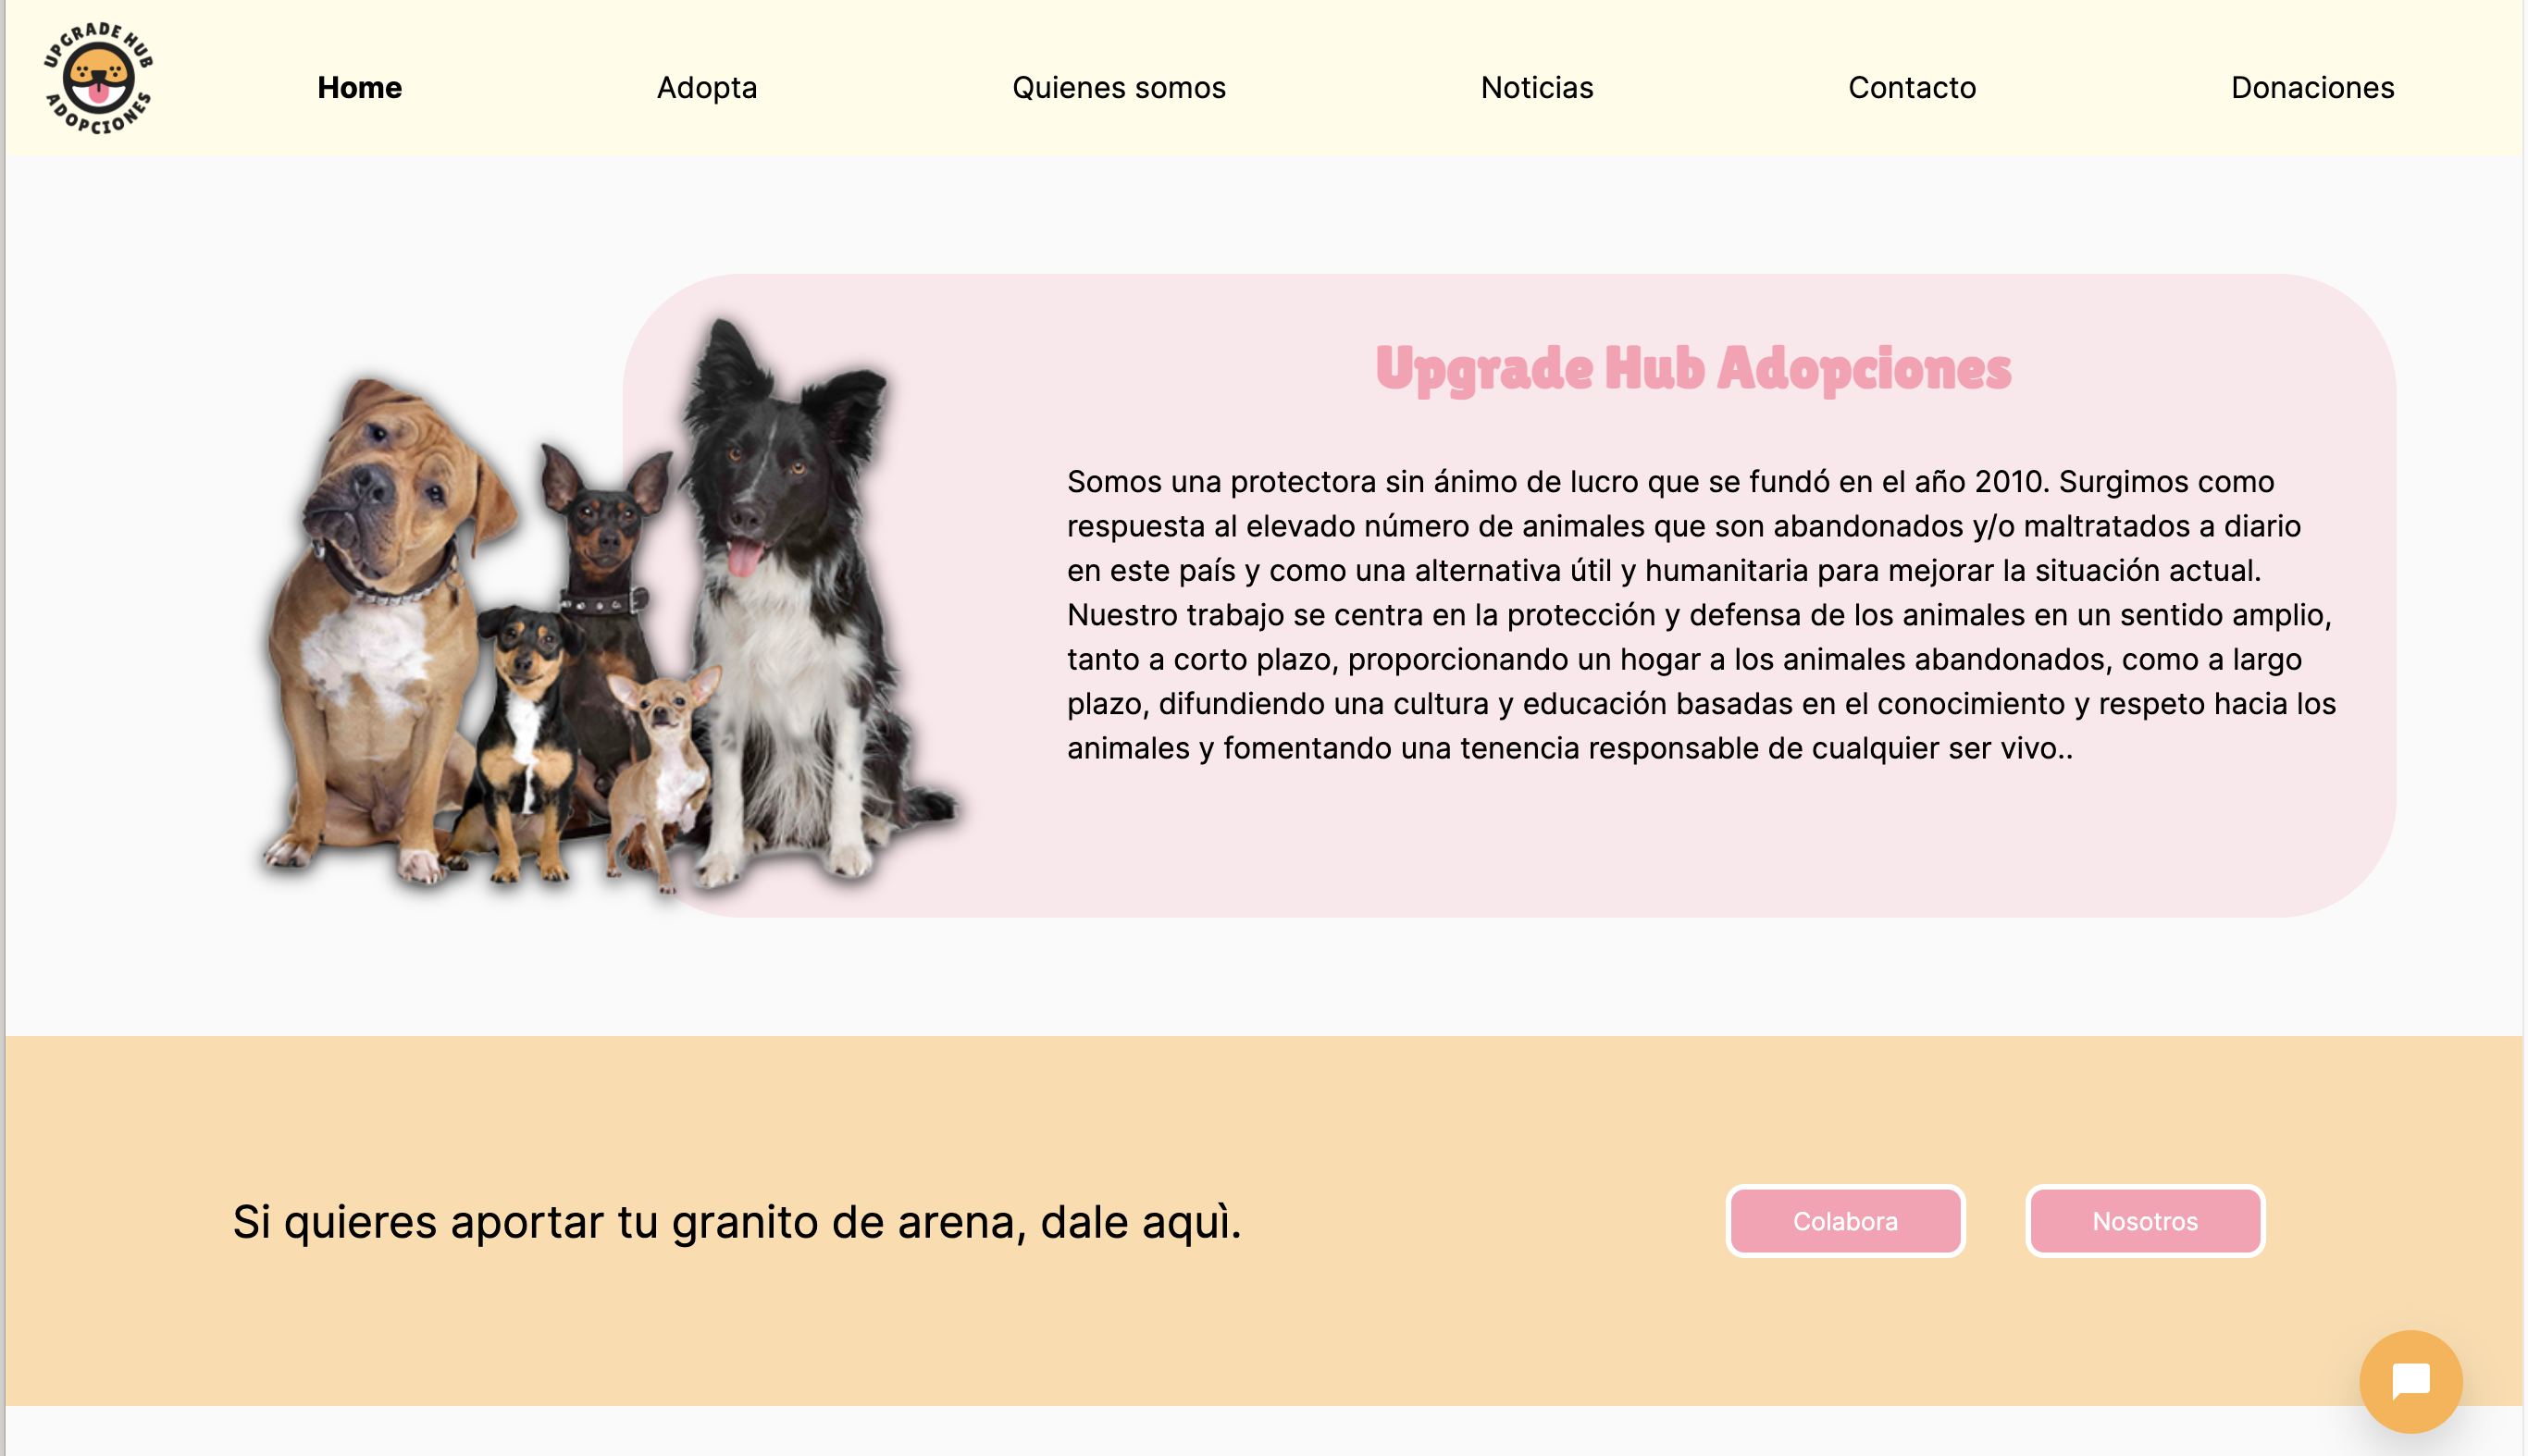 UPGRADE HUB
ADOPCIONES
Home
Adopta
Quienes somos
Noticias
Contacto
Donaciones
Upgrade Hub Adopciones
Somos una protectora sin ánimo de lucro que se fundó en el año 2010. Surgimos como
respuesta al elevado número de animales que son abandonados y/o maltratados a diario
en este país y como una alternativa útil y humanitaria para mejorar la situación actual.
Nuestro trabajo se centra en la protección y defensa de los animales en un sentido amplio,
tanto a corto plazo, proporcionando un hogar a los animales abandonados, como a largo
plazo, difundiendo una cultura y educación basadas en el conocimiento y respeto hacia los
animales y fomentando una tenencia responsable de cualquier ser vivo..
Si quieres aportar tu granito de arena, dale aquì.
Colabora
Nosotros